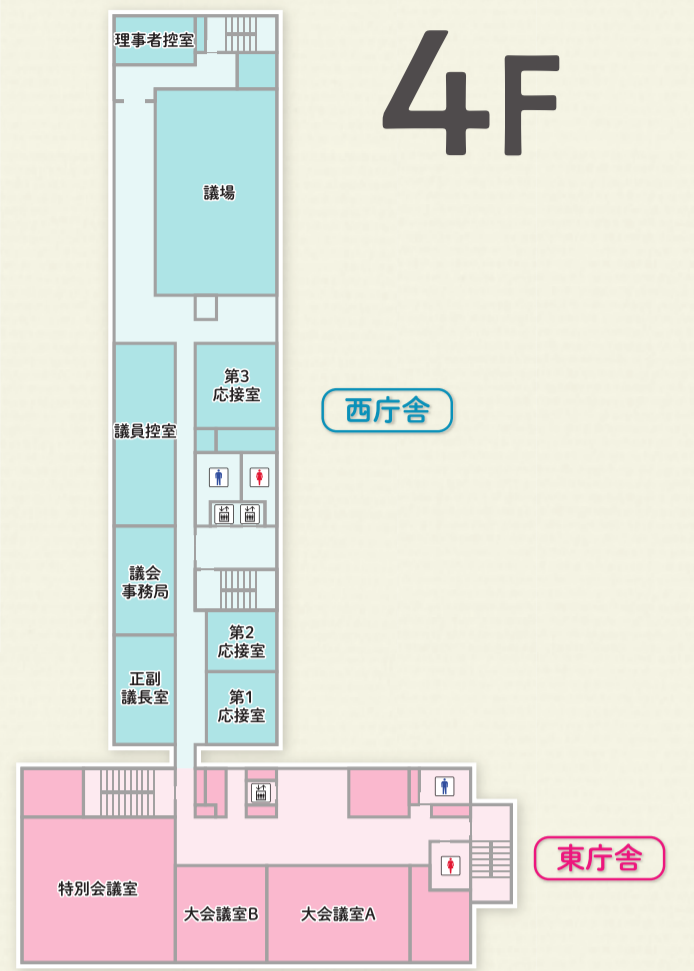 4F
理事者控室
議場
第3
応接室
西庁舎
議員控室
議会
事務局
第2
応接室
正副
議長室
第1
応接室
東庁舎
特別会議室
大会議室B
大会議室A